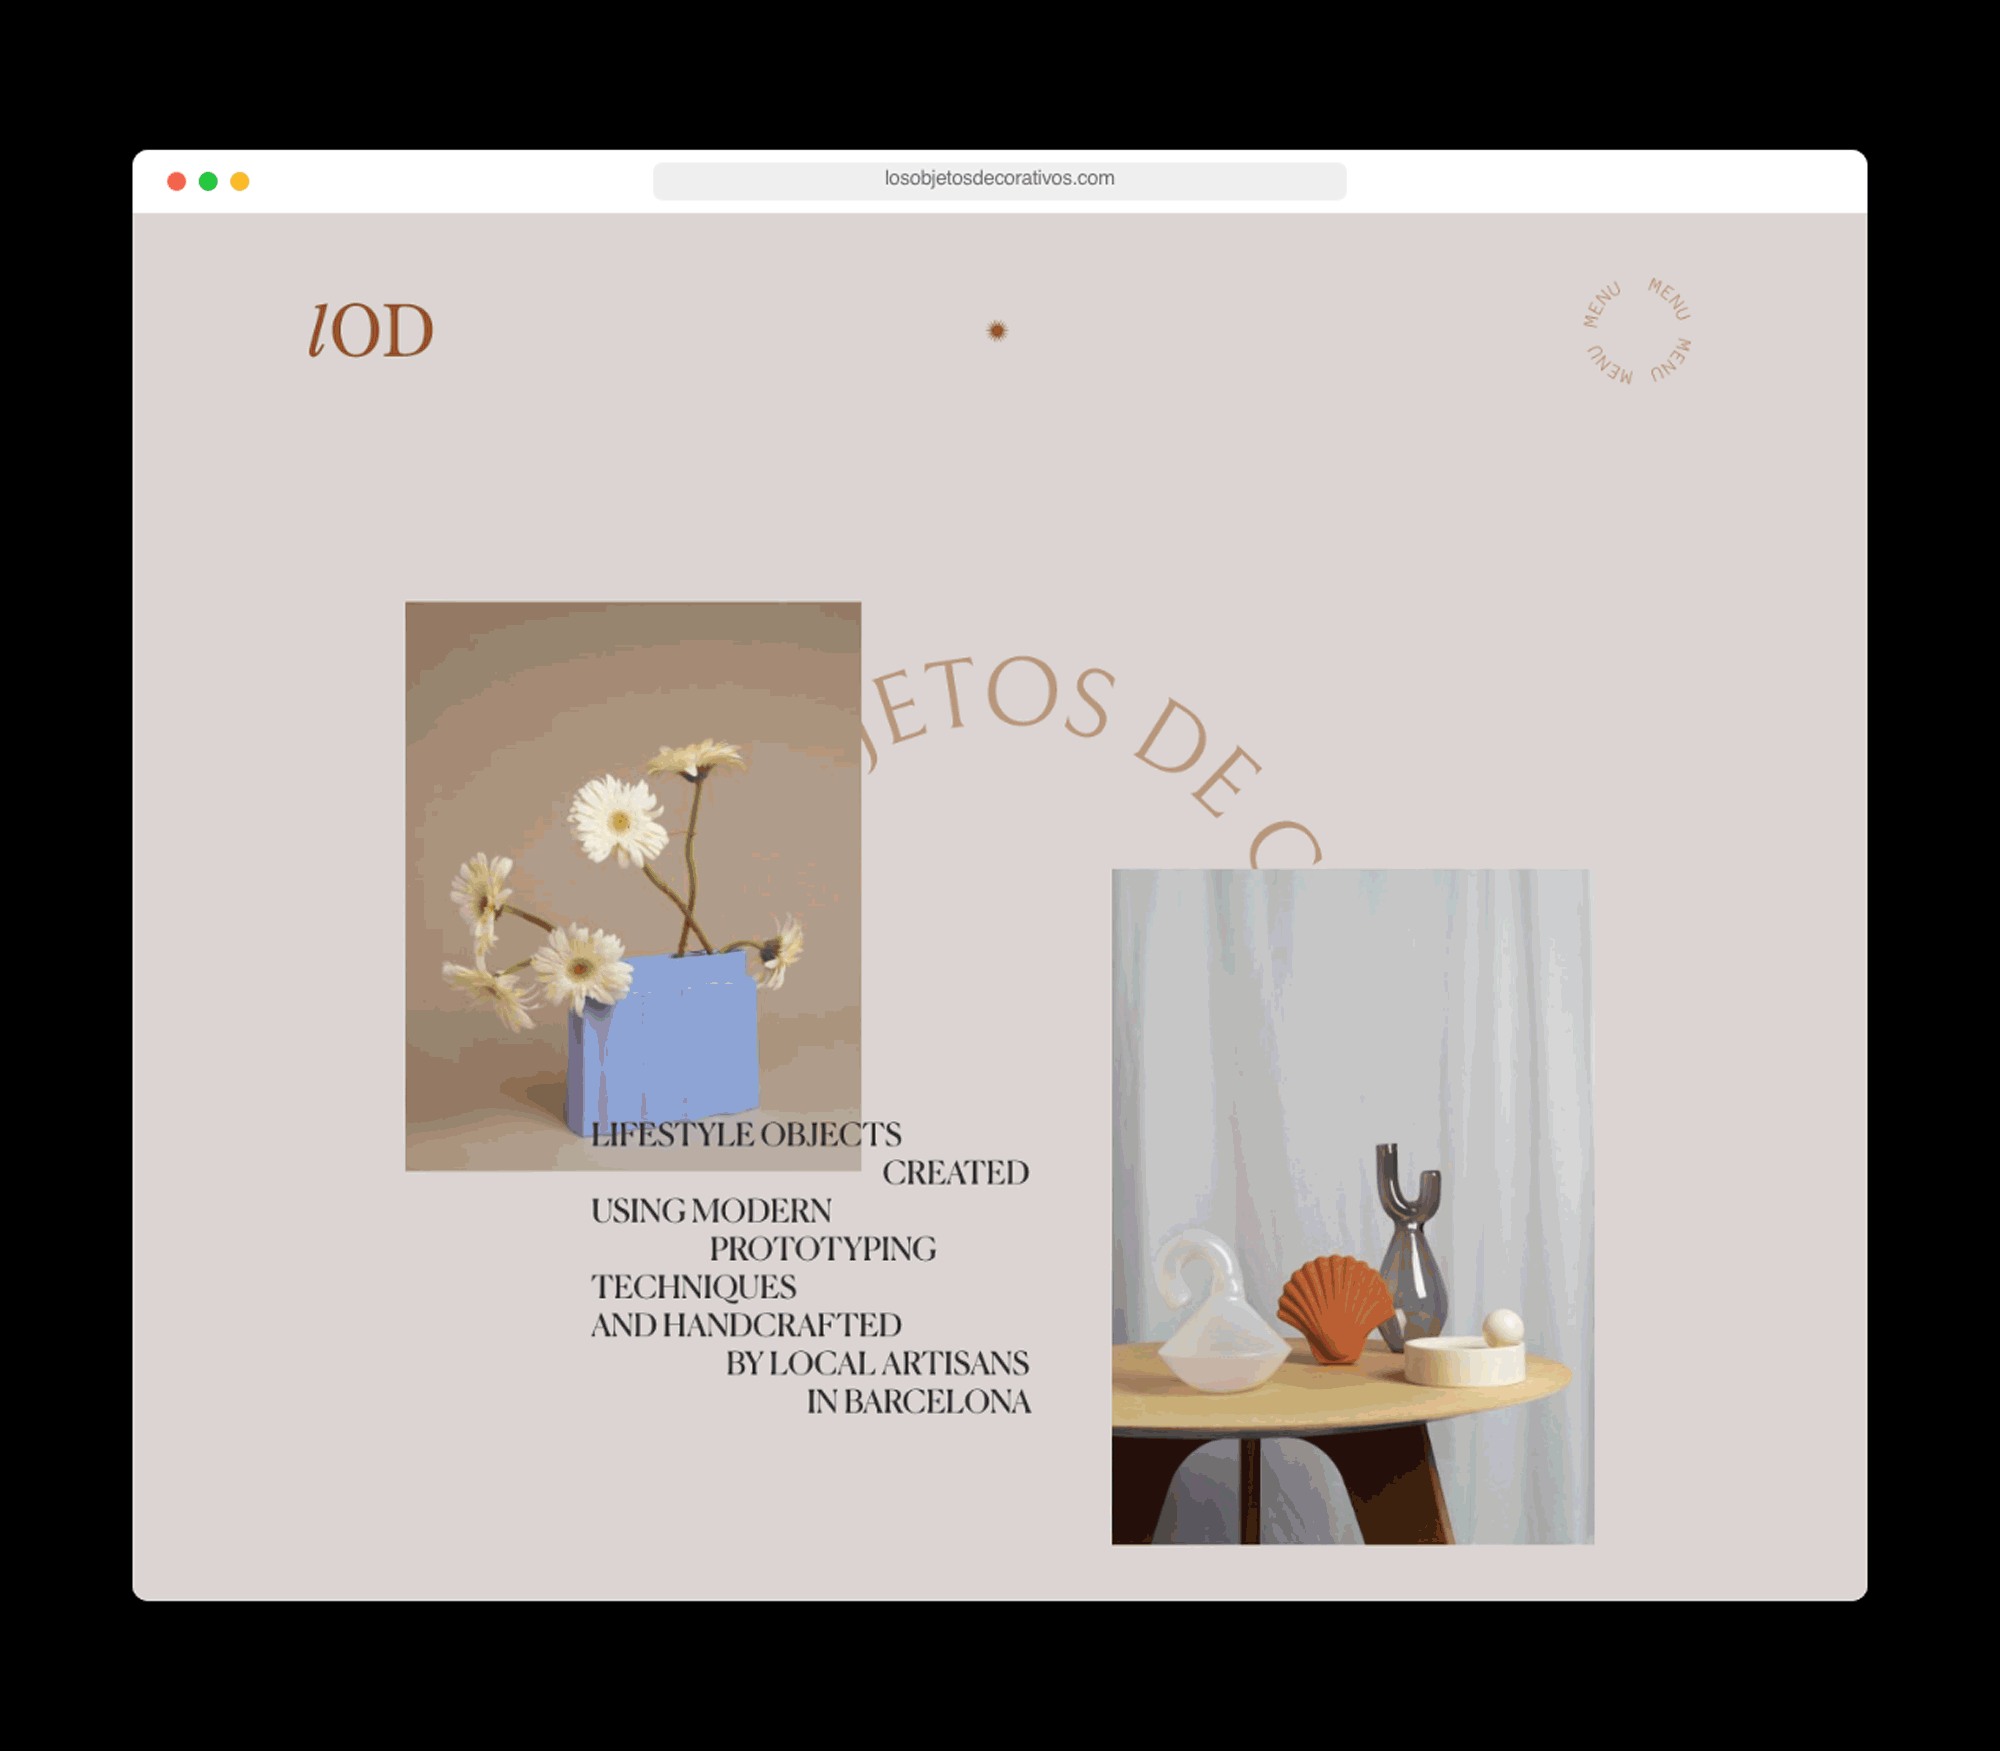 losobjetosdecorativos.com
lOD
MENU MENU MENU MENU
JETOS DE C
LIFESTYLE OBJECTS
CREATED
USING MODERN
PROTOTYPING
TECHNIQUES
AND HANDCRAFTED
BY LOCAL ARTISANS
IN BARCELONA